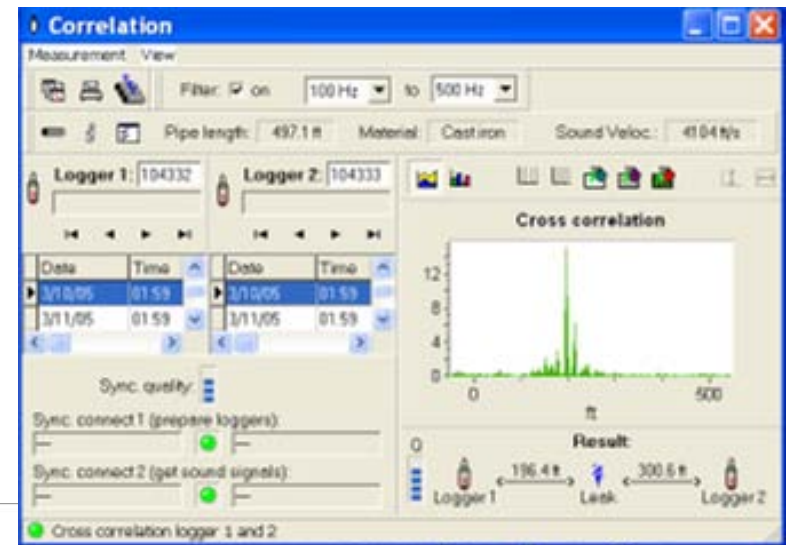 Correlation
Measurement View
Filter: on 100 Hz to 500 Hz
Pipe length: 497.1 ft Material: Cast iron Sound Veloc.: 4104 ft/s
Logger 1: 104332 Logger 2: 104333
Cross correlation
Date Time Date Time
3/10/05 01:59 3/10/05 01:59
3/11/05 01:59 3/11/05 01:59
12
8
4
0
0 500
ft
Sync. quality:
Sync. connect 1 (prepare loggers):
--- ---
Sync. connect 2 (get sound signals):
--- ---
Q Result:
196.4 ft 300.6 ft
Logger 1 Leak Logger 2
Cross correlation logger 1 and 2